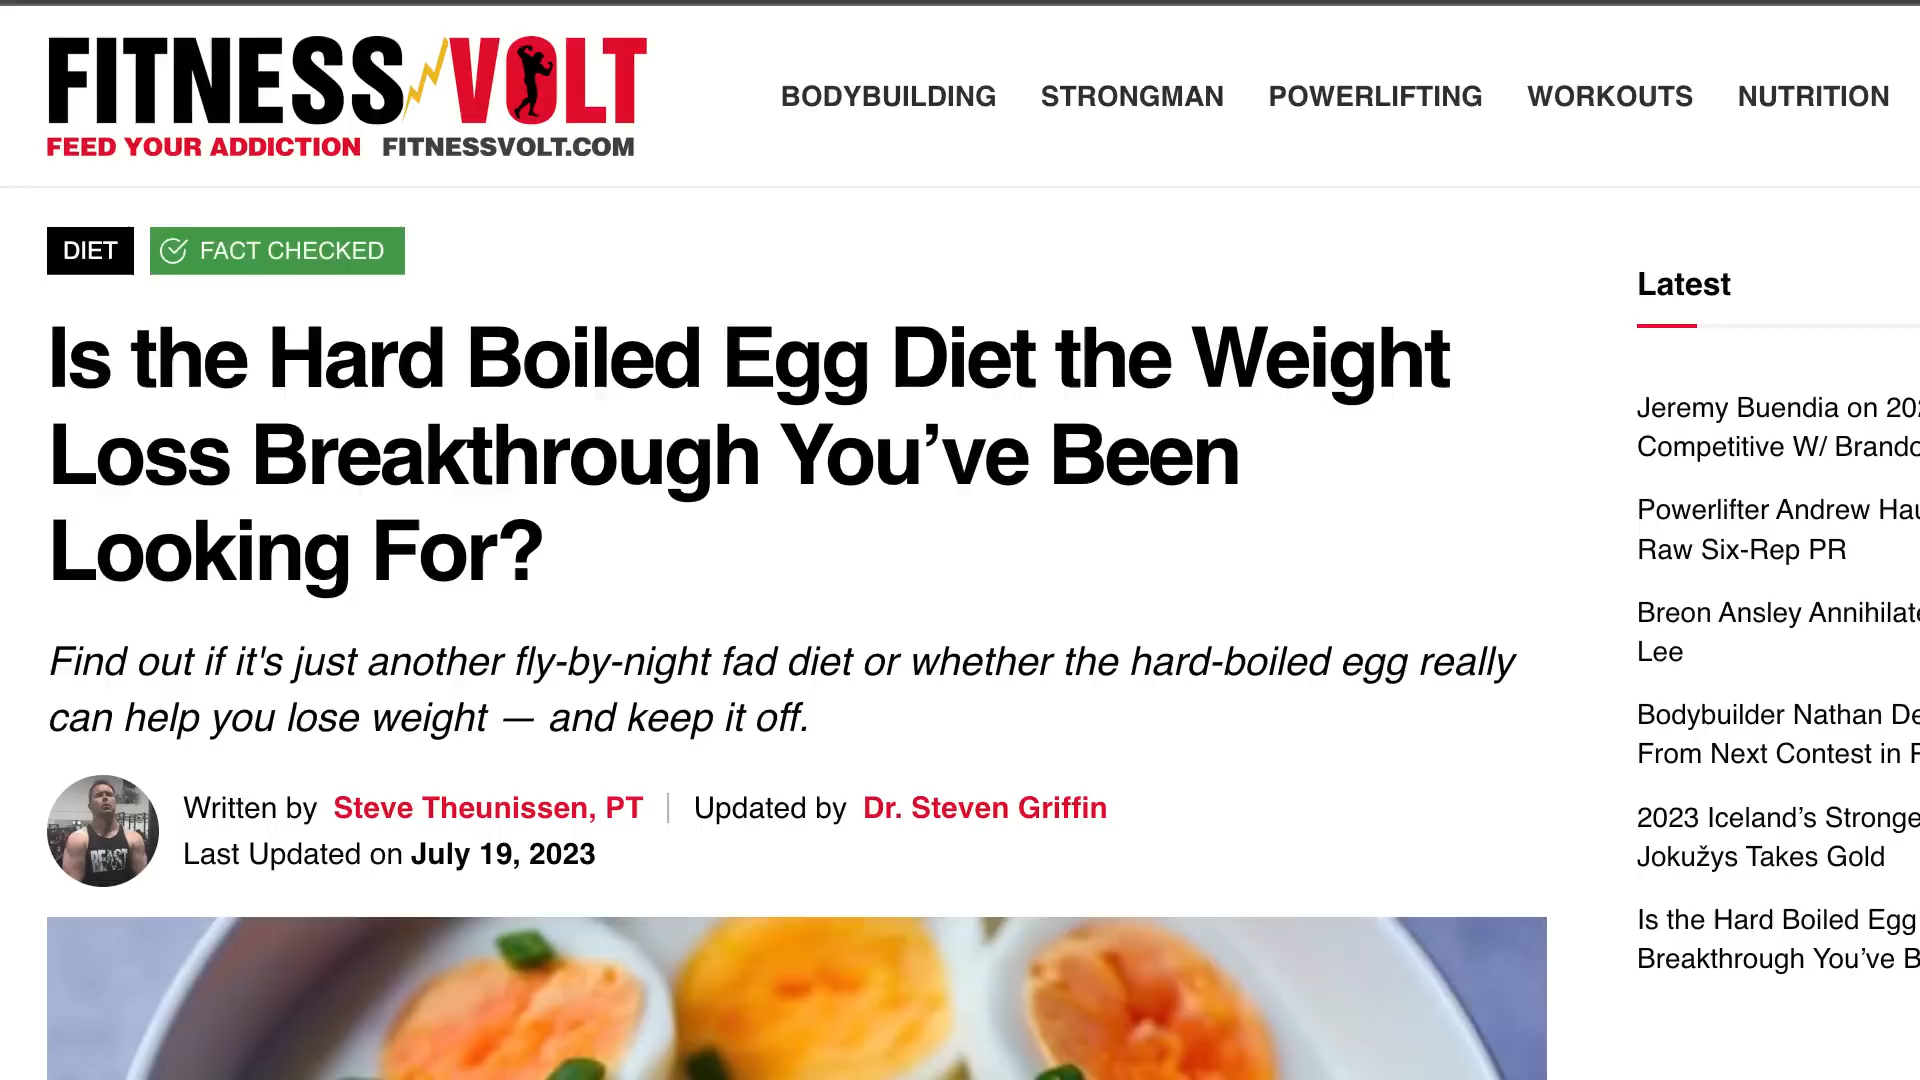 FITNESS VOLT
FEED YOUR ADDICTION FITNESSVOLT.COM
BODYBUILDING STRONGMAN POWERLIFTING WORKOUTS NUTRITION
DIET FACT CHECKED
Is the Hard Boiled Egg Diet the Weight
Loss Breakthrough You’ve Been
Looking For?
Find out if it's just another fly-by-night fad diet or whether the hard-boiled egg really
can help you lose weight — and keep it off.
Written by Steve Theunissen, PT | Updated by Dr. Steven Griffin
Last Updated on July 19, 2023
BEAST
Latest
Jeremy Buendia on
Competitive W/
Powerlifter Andrew
Raw Six-Rep PR
Breon Ansley
Lee
Bodybuilder Nathan
From Next Contest in
2023 Iceland’s
Jokužys Takes Gold
Is the Hard Boiled Egg
Breakthrough You’ve